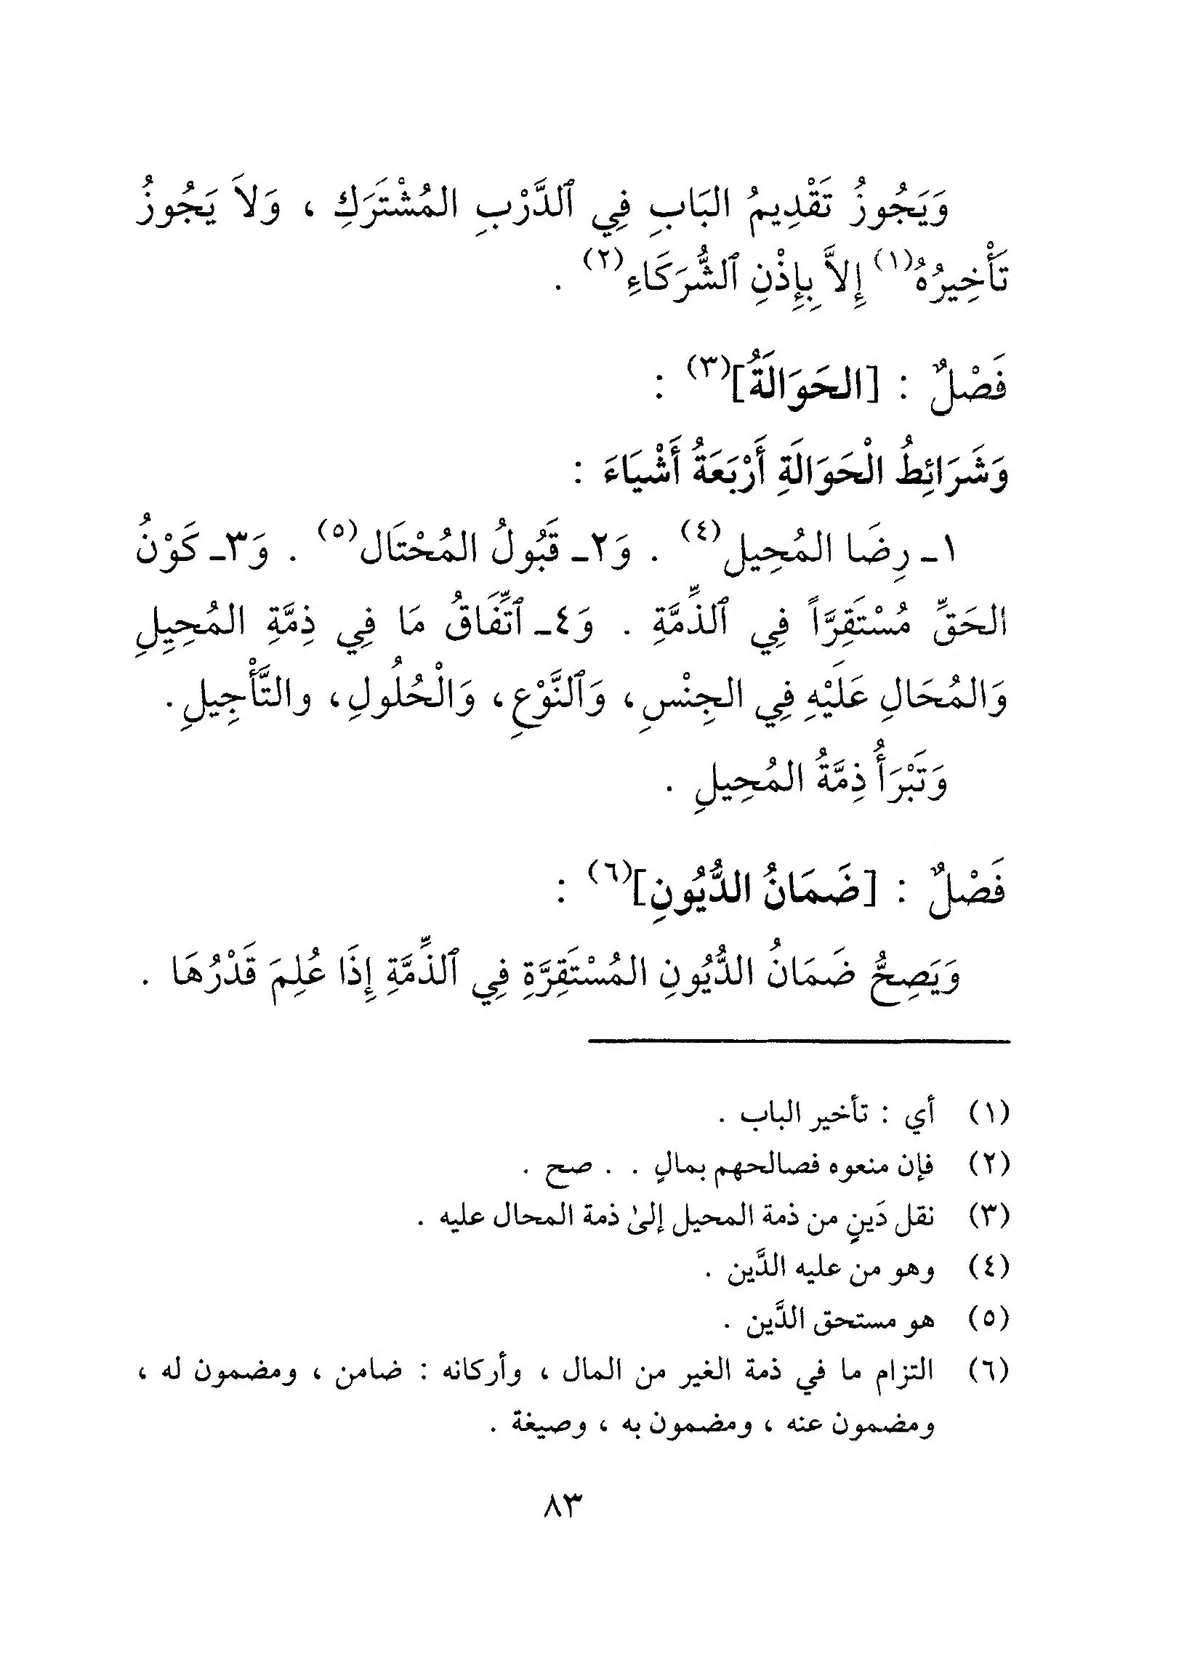 وَيَجُوزُ تَقْدِيمُ البَابِ فِي ٱلدَّرْبِ المُشْتَرَكِ ، وَلاَ يَجُوزُ
تَأْخِيرُهُ(١) إِلاَّ بِإِذْنِ ٱلشُّرَكَاءِ(٢) .
فَصْلٌ : [الحَوَالَةُ](٣) :
وَشَرَائِطُ الْحَوَالَةِ أَرْبَعَةُ أَشْيَاءَ :
١ـ رِضَا المُحِيلِ(٤) . وَ٢ـ قَبُولُ المُحْتَال(٥) . وَ٣ـ كَوْنُ
الحَقِّ مُسْتَقِرَّاً فِي ٱلذِّمَّةِ . وَ٤ـ ٱتِّفَاقُ مَا فِي ذِمَّةِ المُحِيِلِ
وَالمُحَالِ عَلَيْهِ فِي الجِنْسِ، وَٱلنَّوْعِ، وَالْحُلُولِ، والتَّأْجِيلِ.
وَتَبْرَأُ ذِمَّةُ المُحِيلِ .
فَصْلٌ : [ضَمَانُ الدُّيُونِ](٦) :
وَيَصِحُّ ضَمَانُ الدُّيُونِ المُسْتَقِرَّةِ فِي ٱلذِّمَّةِ إِذَا عُلِمَ قَدْرُهَا .
(١) أي : تأخير الباب .
(٢) فإن منعوه فصالحهم بمالٍ . . صح .
(٣) نقل دَينٍ من ذمة المحيل إلىٰ ذمة المحال عليه .
(٤) وهو من عليه الدَّين .
(٥) هو مستحق الدَّين .
(٦) التزام ما في ذمة الغير من المال ، وأركانه : ضامن ، ومضمون له ،
ومضمون عنه ، ومضمون به ، وصيغة .
٨٣